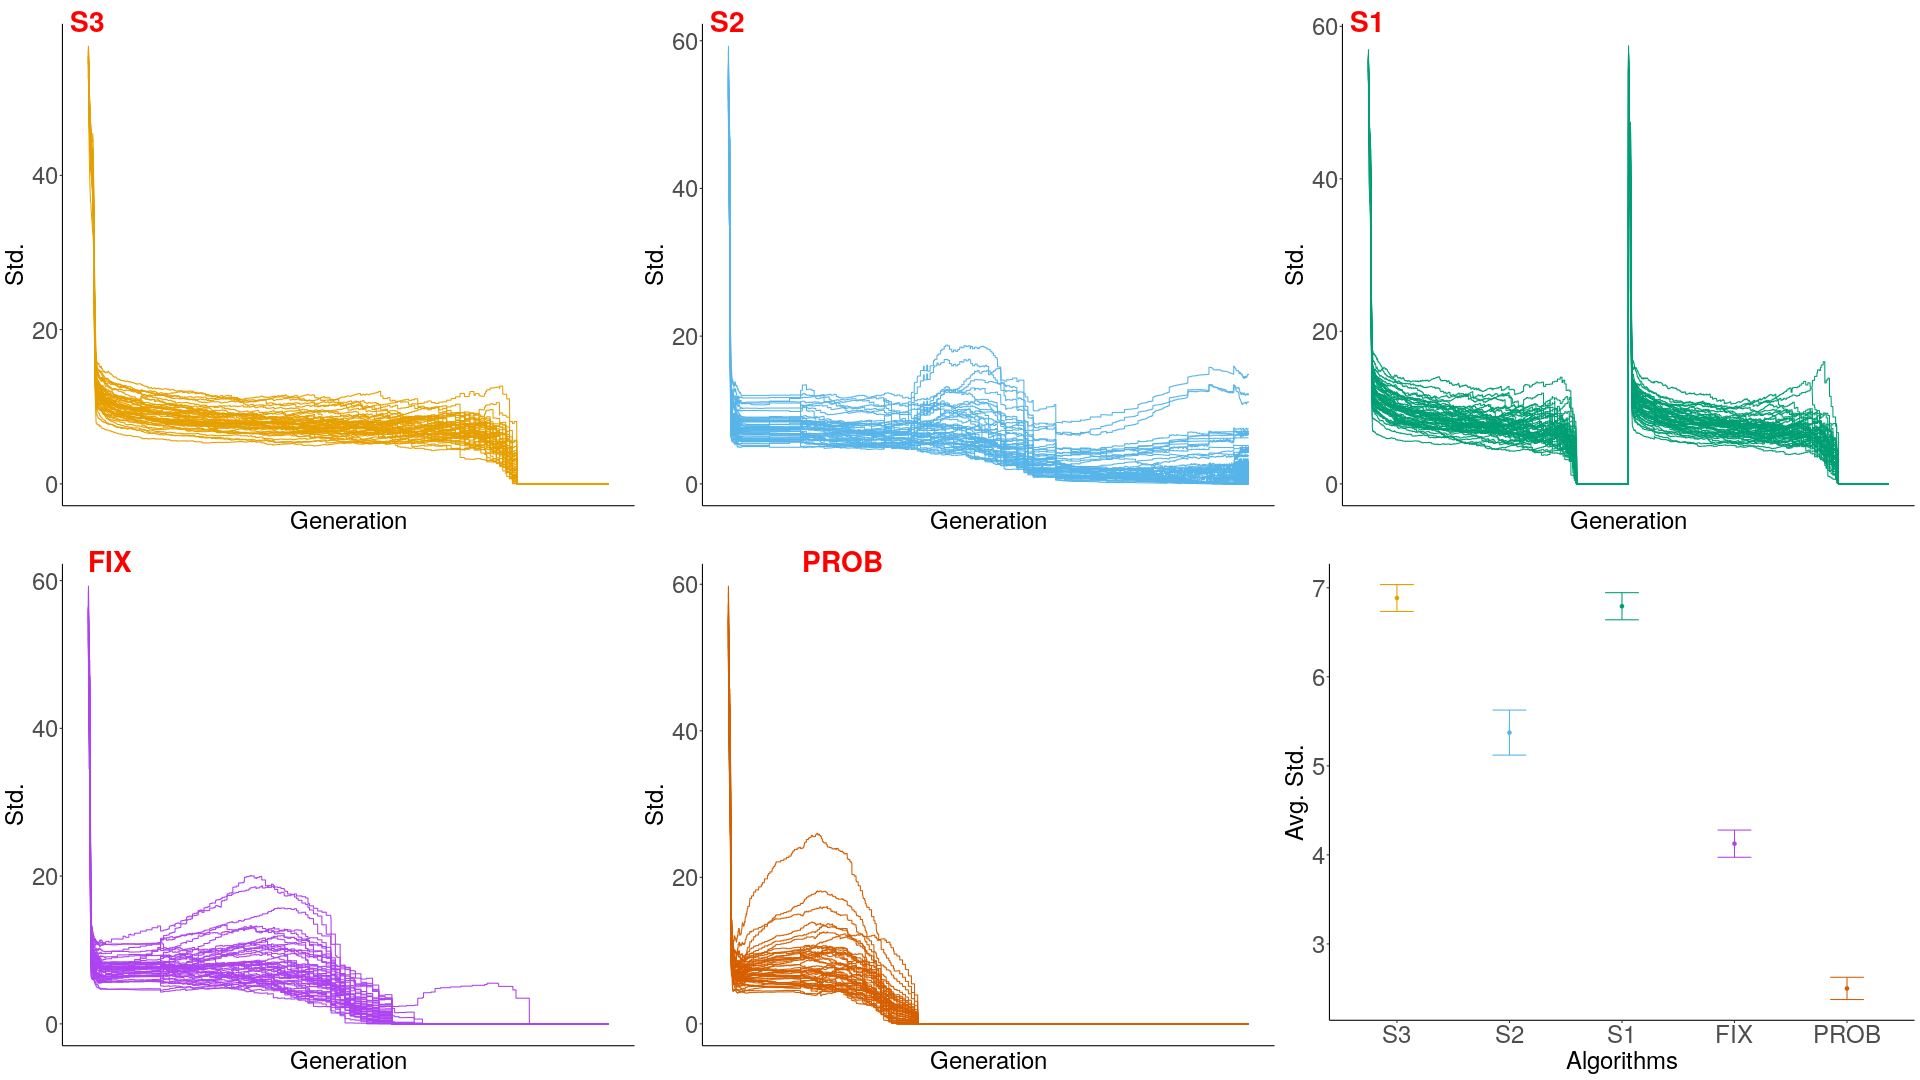 S3
40
20
0
Std.
Generation
S2
60
40
20
0
Std.
Generation
S1
60
40
20
0
Std.
Generation
FIX
60
40
20
0
Std.
Generation
PROB
60
40
20
0
Std.
Generation
7
6
5
4
3
Avg. Std.
S3 S2 S1 FIX PROB
Algorithms